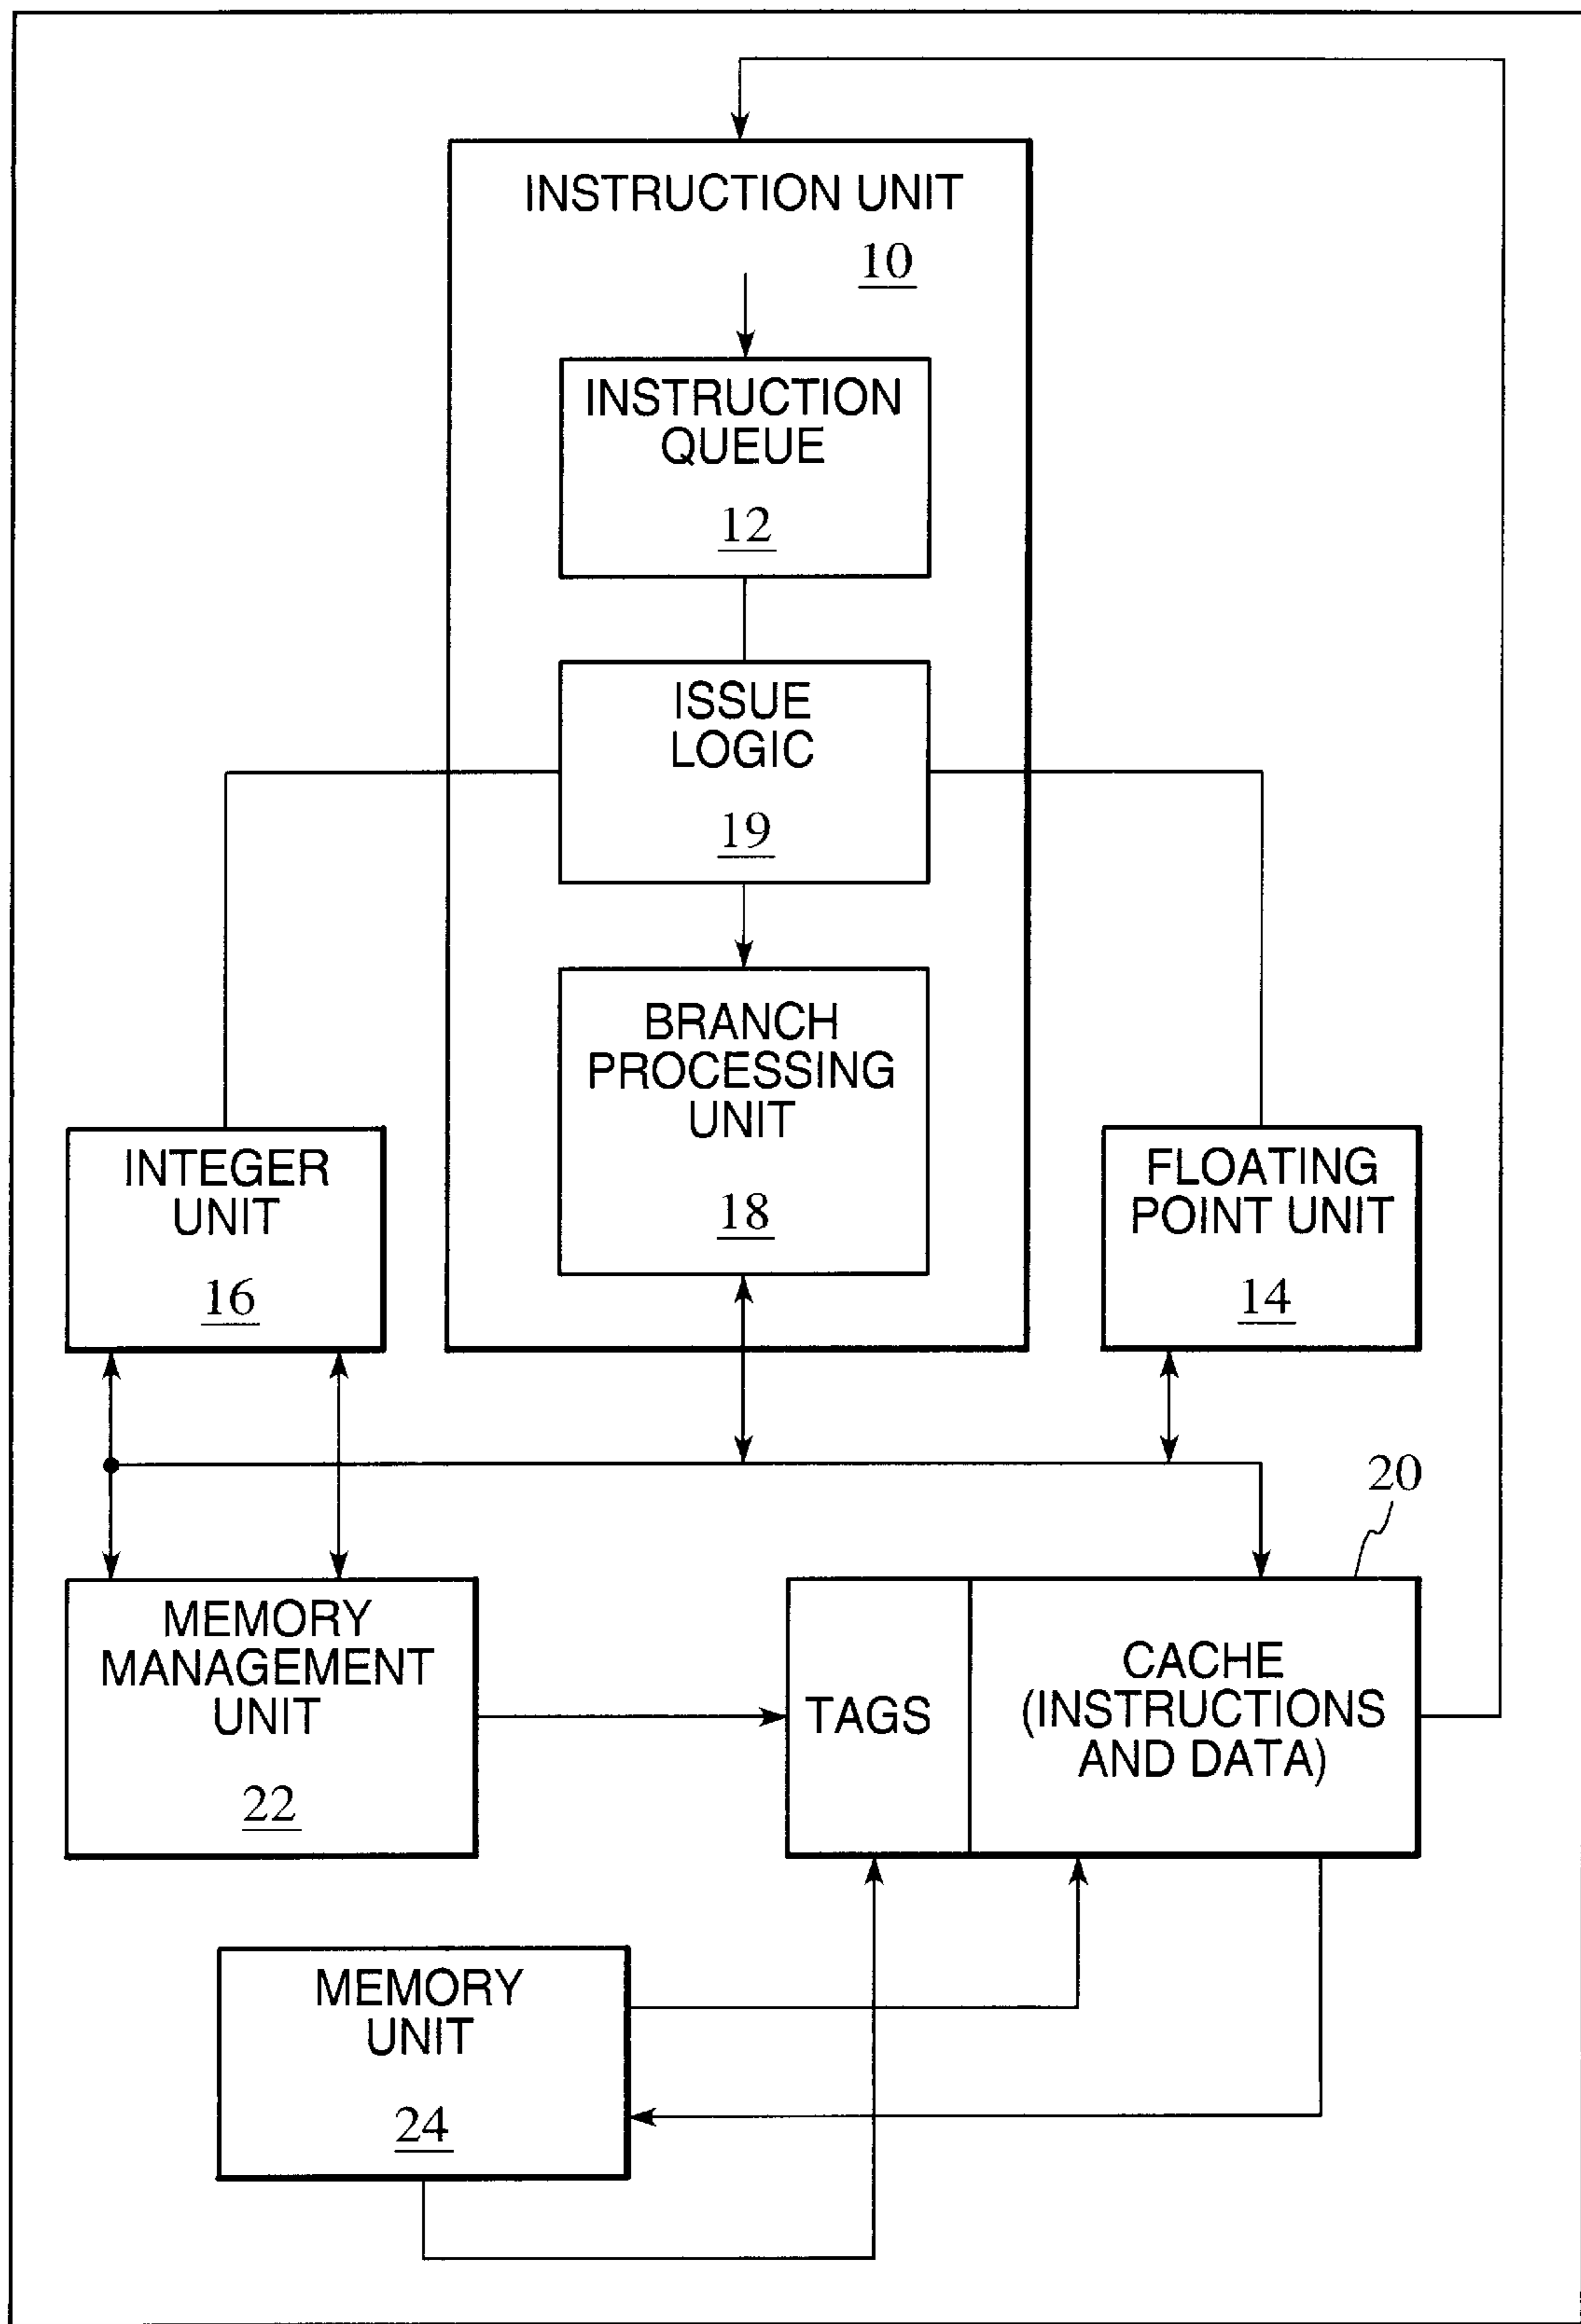 INSTRUCTION UNIT
10
INSTRUCTION
QUEUE
12
ISSUE
LOGIC
19
BRANCH
PROCESSING
UNIT
18
INTEGER
UNIT
16
FLOATING
POINT UNIT
14
20
MEMORY
MANAGEMENT
UNIT
22
TAGS
CACHE
(INSTRUCTIONS
AND DATA)
MEMORY
UNIT
24